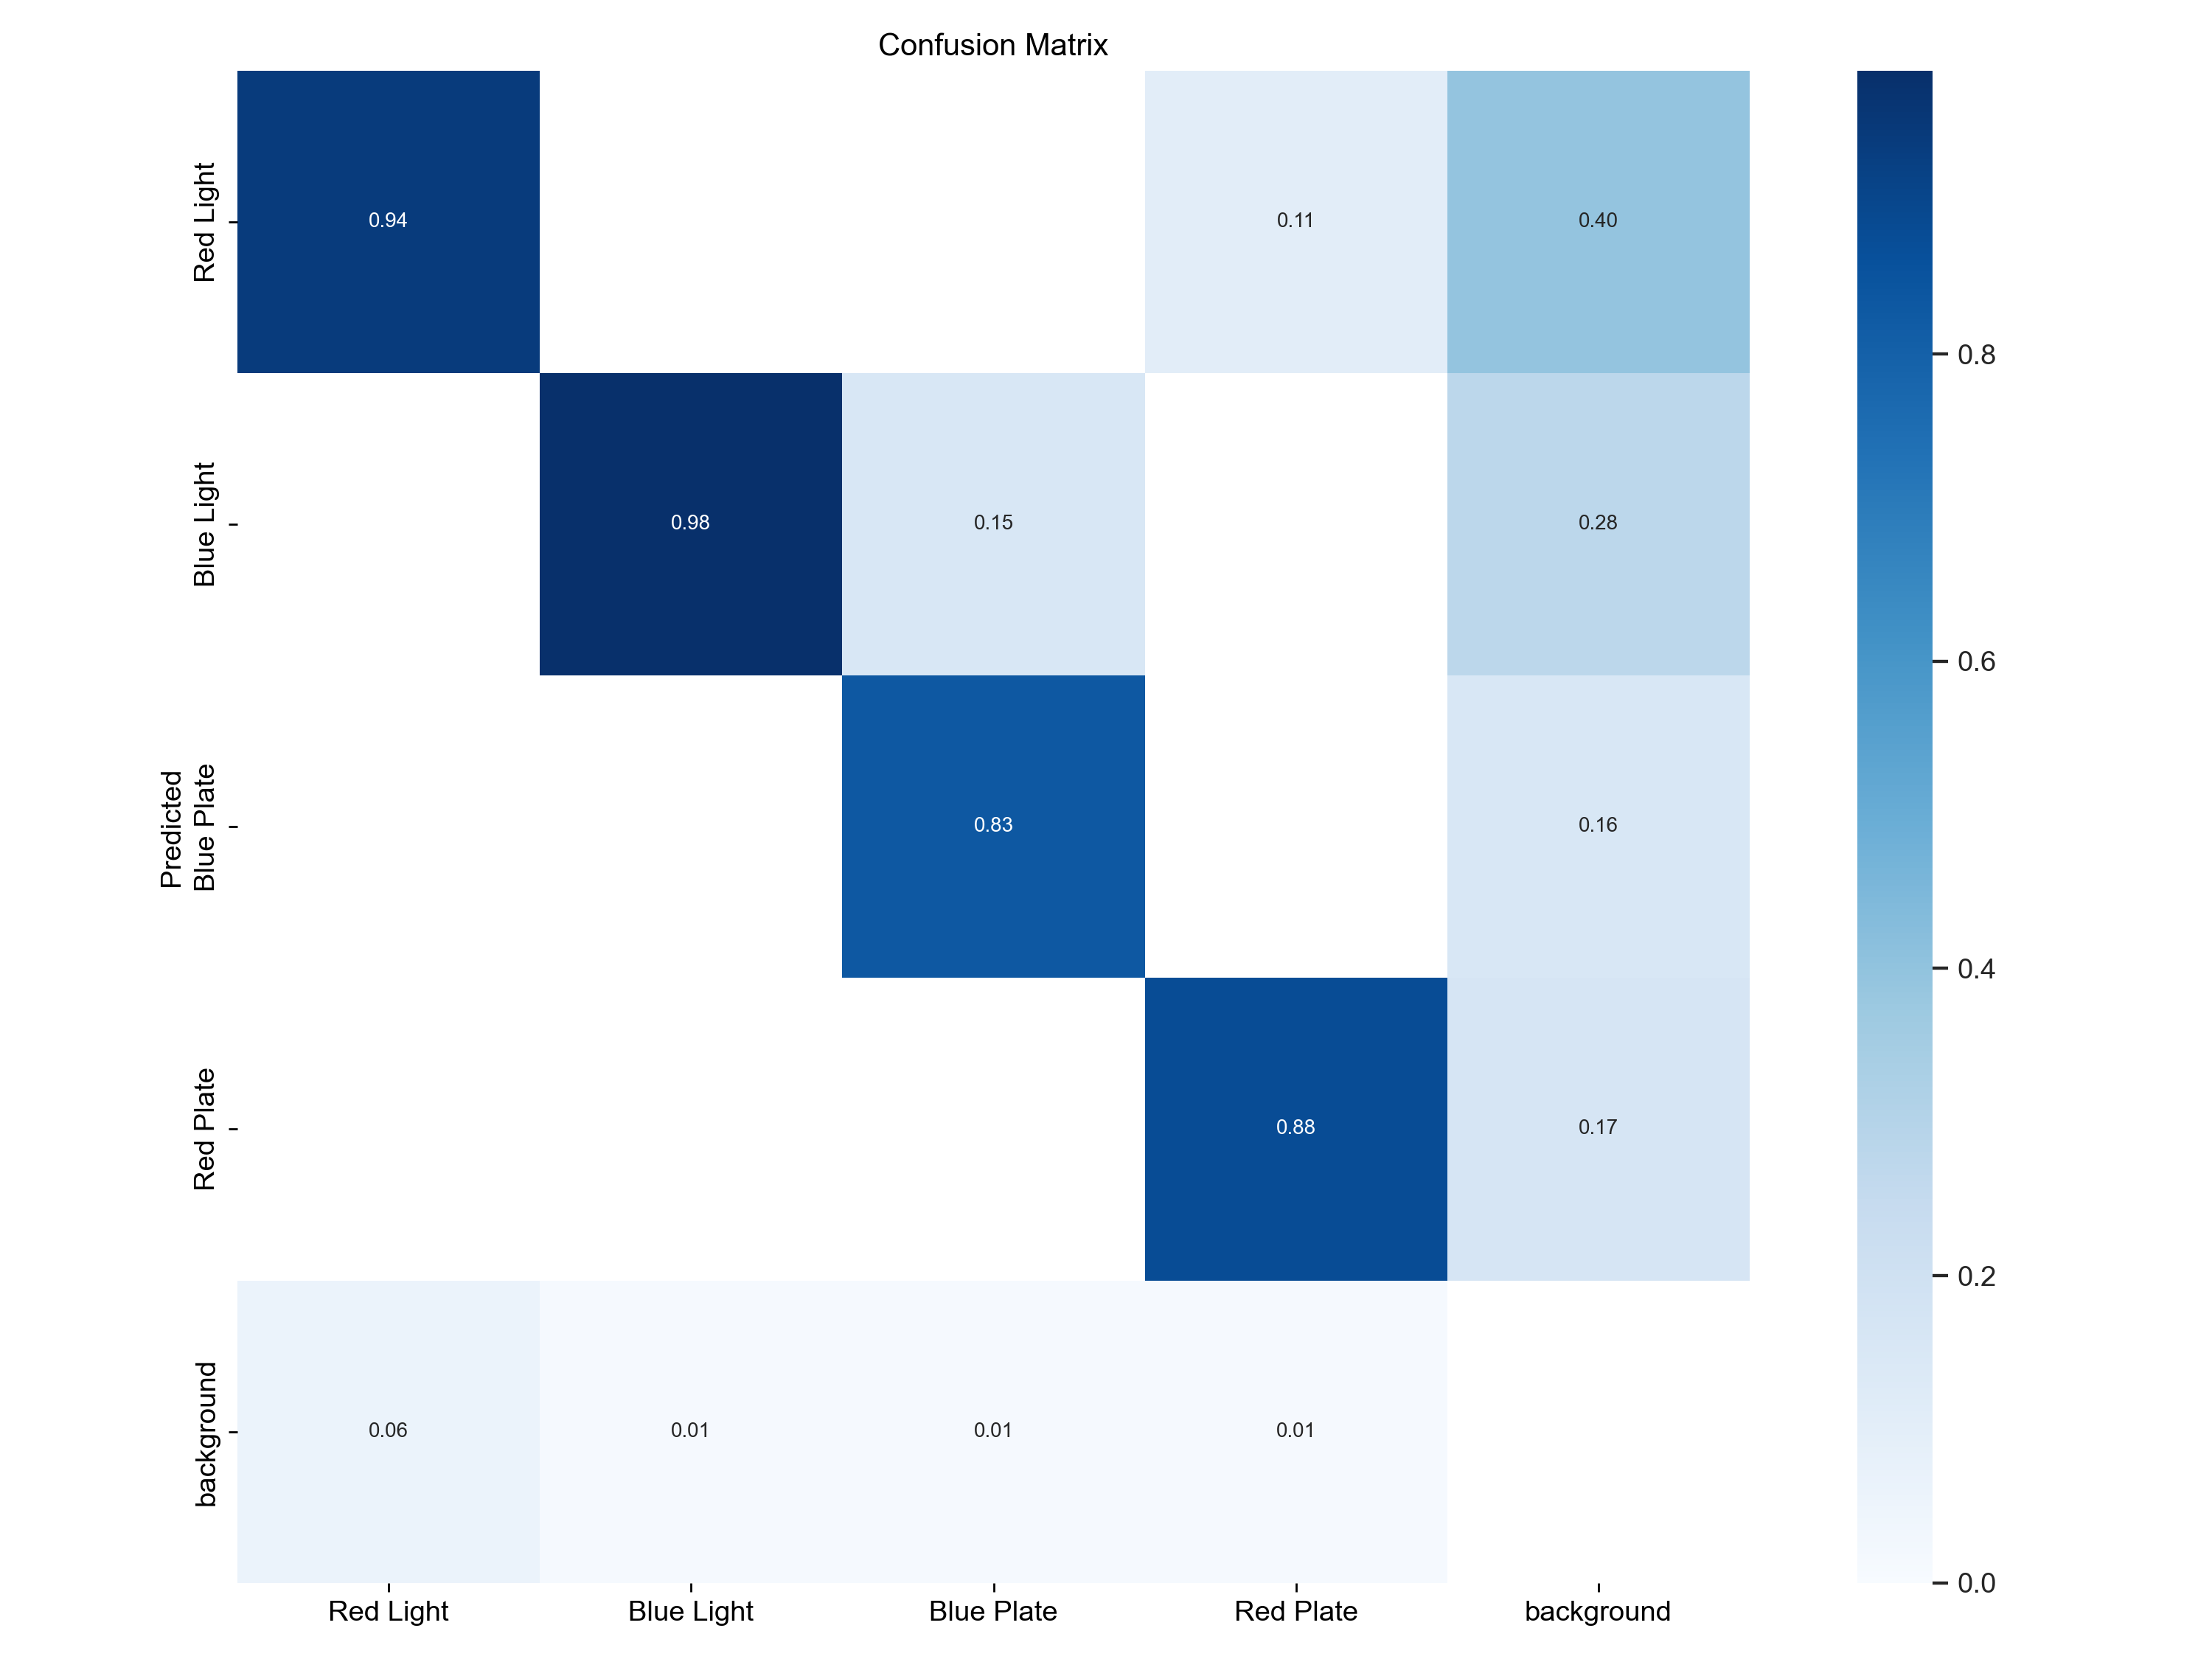 Confusion Matrix
Red Light
0.94
0.11
0.40
Blue Light
0.98
0.15
0.28
Predicted
Blue Plate
0.83
0.16
Red Plate
0.88
0.17
background
0.06
0.01
0.01
0.01
Red Light
Blue Light
Blue Plate
Red Plate
background
0.8
0.6
0.4
0.2
0.0